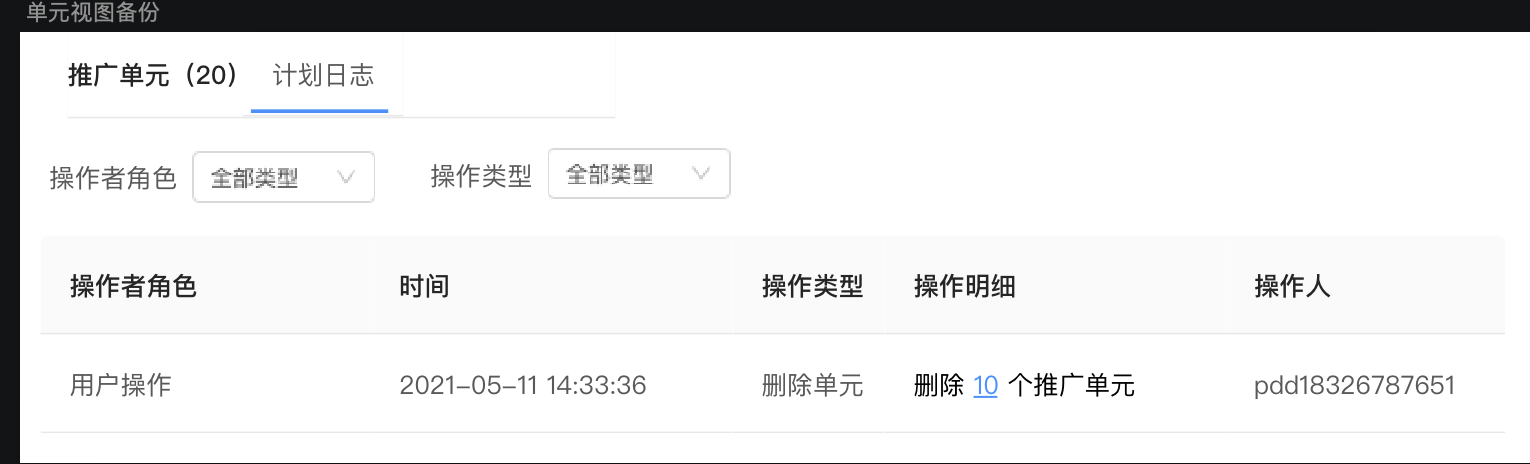 单元视图备份
推广单元（20） 计划日志
操作者角色 全部类型 操作类型 全部类型
操作者角色 时间 操作类型 操作明细 操作人
用户操作 2021-05-11 14:33:36 删除单元 删除 10 个推广单元 pdd18326787651